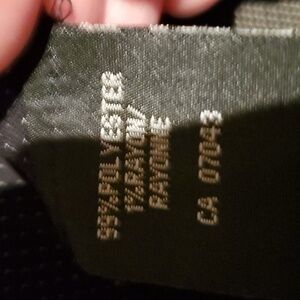 99%POLYESTER
1%RAYON/
RAYONNE
CA 07043